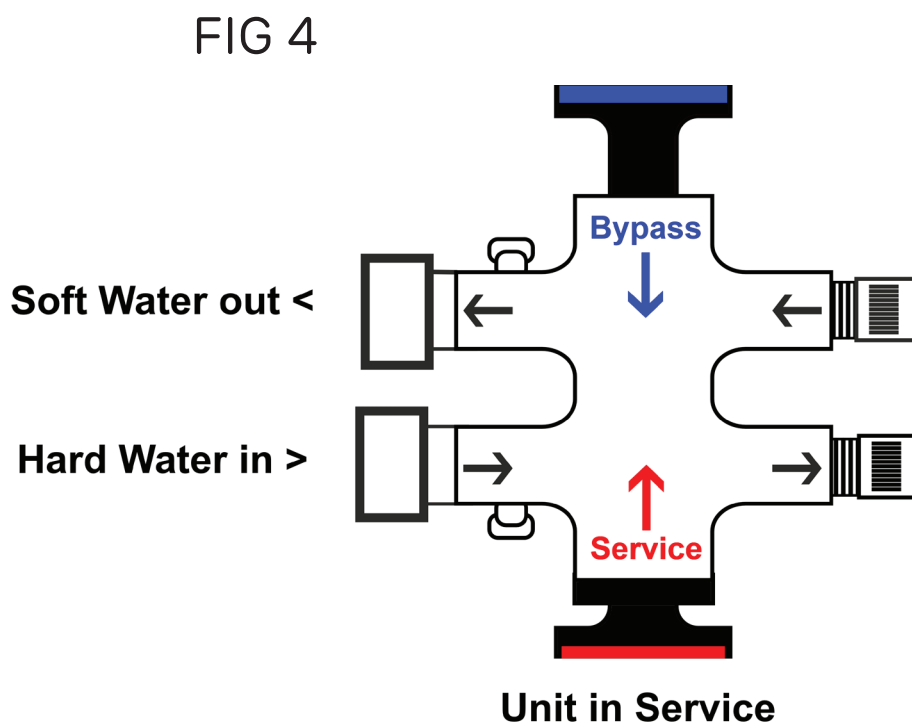 FIG 4
Bypass
Soft Water out <
Hard Water in >
Service
Unit in Service